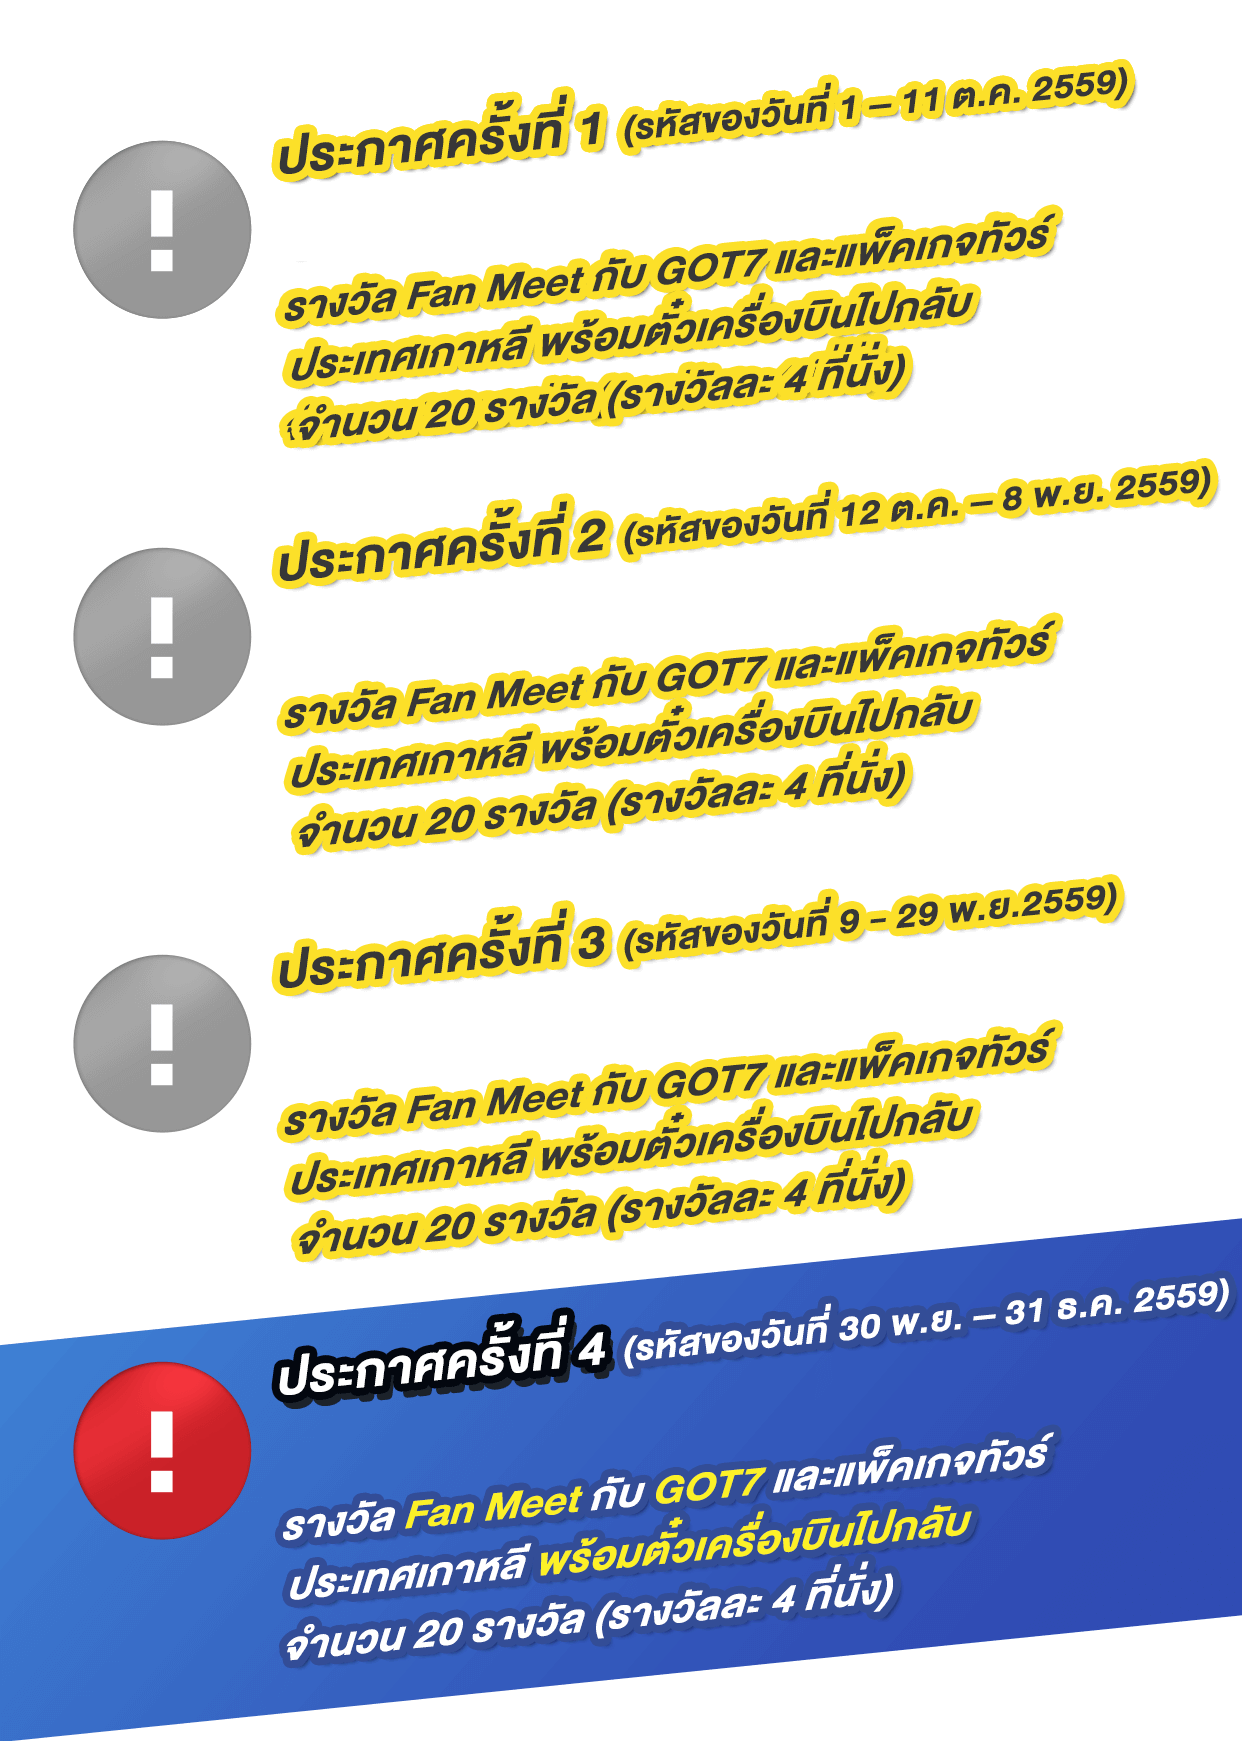 ประกาศครั้งที่ 1 (รหัสของวันที่ 1 – 11 ต.ค. 2559)
รางวัล Fan Meet กับ GOT7 และแพ็คเกจทัวร์
ประเทศเกาหลี พร้อมตั๋วเครื่องบินไปกลับ
จำนวน 20 รางวัล (รางวัลละ 4 ที่นั่ง)
ประกาศครั้งที่ 2 (รหัสของวันที่ 12 ต.ค. – 8 พ.ย. 2559)
รางวัล Fan Meet กับ GOT7 และแพ็คเกจทัวร์
ประเทศเกาหลี พร้อมตั๋วเครื่องบินไปกลับ
จำนวน 20 รางวัล (รางวัลละ 4 ที่นั่ง)
ประกาศครั้งที่ 3 (รหัสของวันที่ 9 - 29 พ.ย.2559)
รางวัล Fan Meet กับ GOT7 และแพ็คเกจทัวร์
ประเทศเกาหลี พร้อมตั๋วเครื่องบินไปกลับ
จำนวน 20 รางวัล (รางวัลละ 4 ที่นั่ง)
ประกาศครั้งที่ 4 (รหัสของวันที่ 30 พ.ย. – 31 ธ.ค. 2559)
รางวัล Fan Meet กับ GOT7 และแพ็คเกจทัวร์
ประเทศเกาหลี พร้อมตั๋วเครื่องบินไปกลับ
จำนวน 20 รางวัล (รางวัลละ 4 ที่นั่ง)